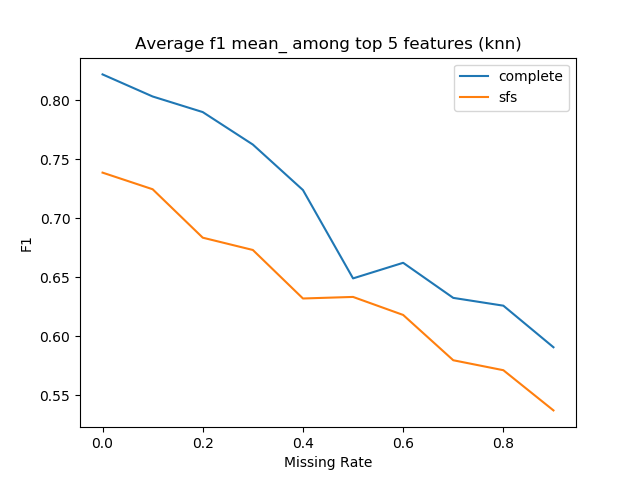 Average f1 mean_ among top 5 features (knn)
complete
sfs
F1
0.80
0.75
0.70
0.65
0.60
0.55
0.0 0.2 0.4 0.6 0.8
Missing Rate